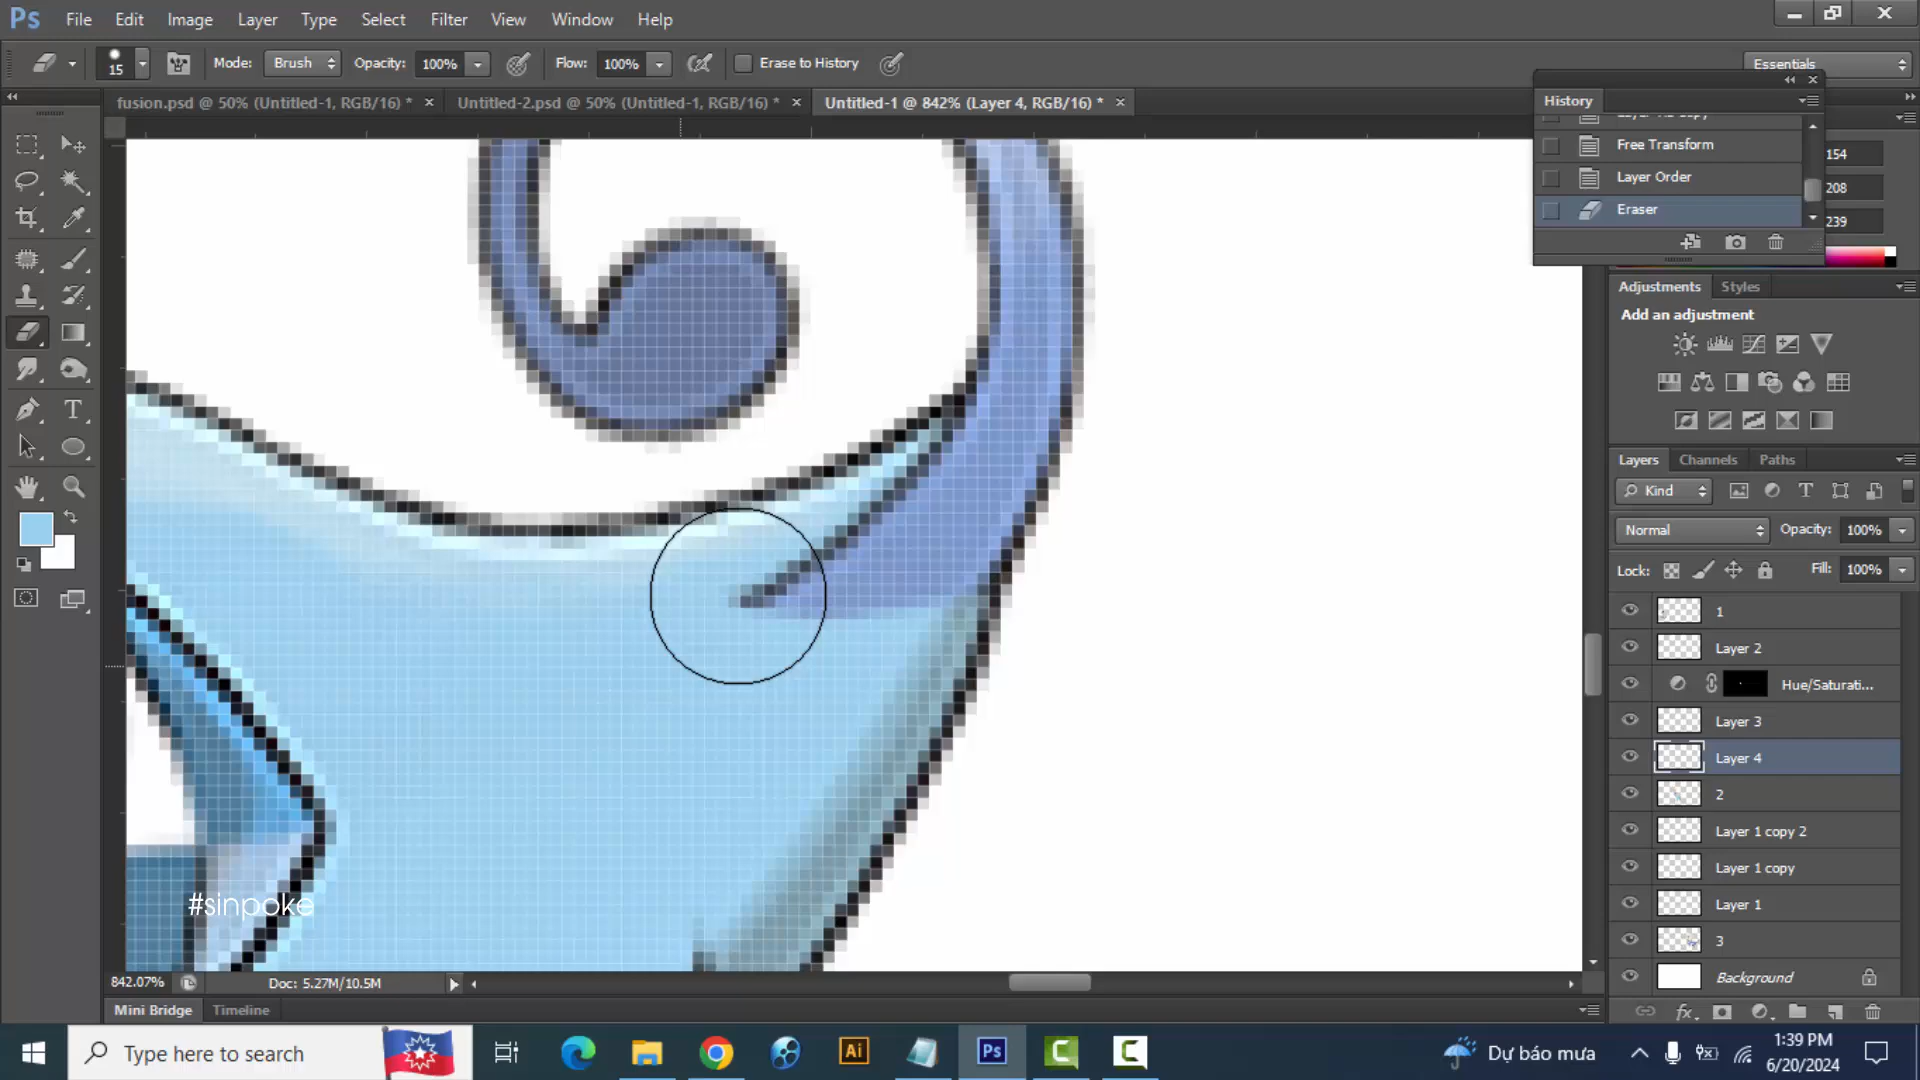 Ps File Edit Image Layer Type Select Filter View Window Help
15 Mode: Brush Opacity: 100% Flow: 100% Erase to History Essentials
fusion.psd @ 50% (Untitled-1, RGB/16) * × Untitled-2.psd @ 50% (Untitled-1, RGB/16) * × Untitled-1 @ 842% (Layer 4, RGB/16) * ×
History
Free Transform
Layer Order
Eraser
154
208
239
Adjustments Styles
Add an adjustment
Layers Channels Paths
Kind
Normal Opacity: 100%
Lock: Fill: 100%
1
Layer 2
Hue/Saturati...
Layer 3
Layer 4
2
Layer 1 copy 2
Layer 1 copy
Layer 1
3
Background
#sinpoke
842.07% Doc: 5.27M/10.5M
Mini Bridge Timeline
Type here to search
Ai Ps
Dự báo mưa
1:39 PM
6/20/2024